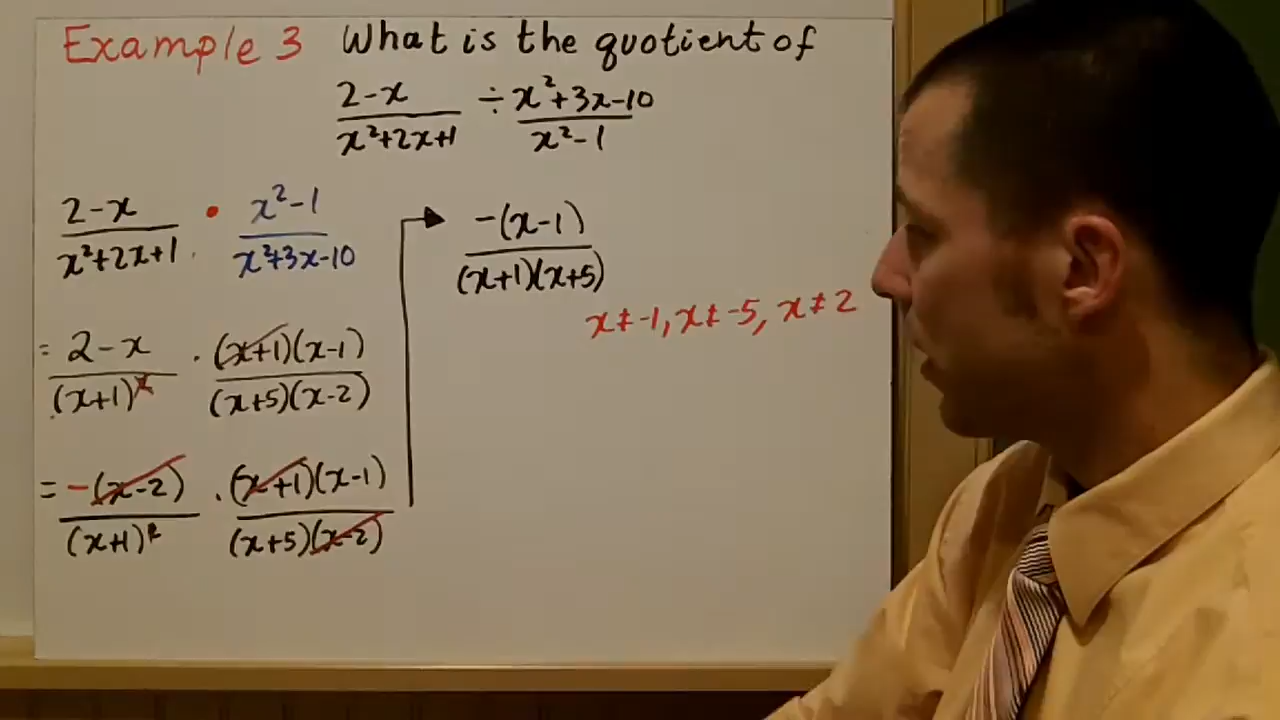 Example 3 What is the quotient of
2-x ÷ x²+3x-10
x²+2x+1 x²-1
2-x • x²-1
x²+2x+1 x²+3x-10
= 2-x · (x+1)(x-1)
(x+1)² (x+5)(x-2)
= -(x-2) · (x+1)(x-1)
(x+1)² (x+5)(x-2)
-(x-1)
(x+1)(x+5)
x≠-1, x≠-5, x≠2